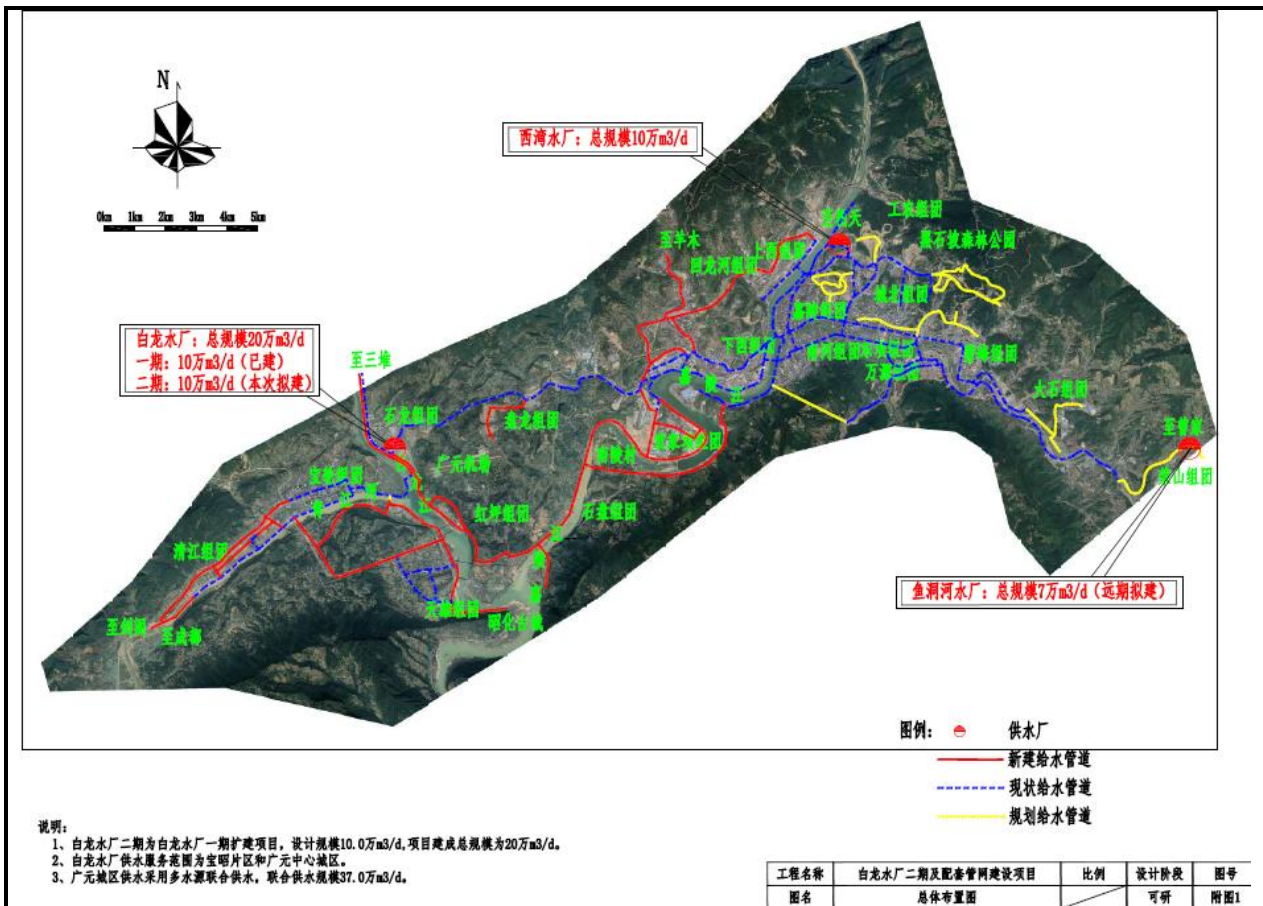 N
0km 1km 2km 3km 4km 5km
西湾水厂：总规模10万m3/d
白龙水厂：总规模20万m3/d
一期：10万m3/d（已建）
二期：10万m3/d（本次拟建）
鱼洞河水厂：总规模7万m3/d（远期拟建）
工农组团
黑石坡森林公园
至羊木
上西组团
回龙河组团
城北组团
嘉陵组团
下西组团
大石组团
至三堆
石龙组团
盘龙组团
广元机场
宝轮组团
红坪组团
石盘组团
清江组团
元坝组团
昭化古城
至剑阁
至成都
图例：
供水厂
新建给水管道
现状给水管道
规划给水管道
说明：
1、白龙水厂二期为白龙水厂一期扩建项目，设计规模10.0万m3/d,项目建成总规模为20万m3/d。
2、白龙水厂供水服务范围为宝昭片区和广元中心城区。
3、广元城区供水采用多水源联合供水，联合供水规模37.0万m3/d。
工程名称 白龙水厂二期及配套管网建设项目 比例 设计阶段 图号
图名 总体布置图 可研 附图1